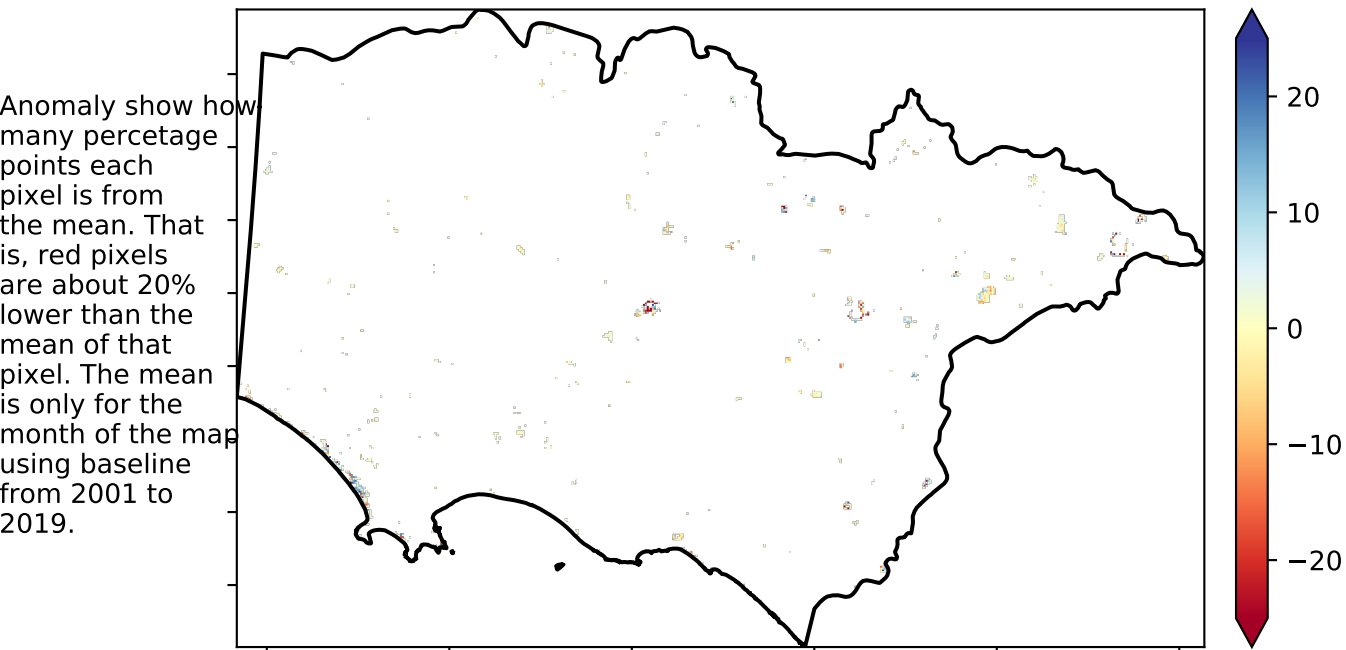 Anomaly show how
many percetage
points each
pixel is from
the mean. That
is, red pixels
are about 20%
lower than the
mean of that
pixel. The mean
is only for the
month of the map
using baseline
from 2001 to
2019.
20
10
0
−10
−20